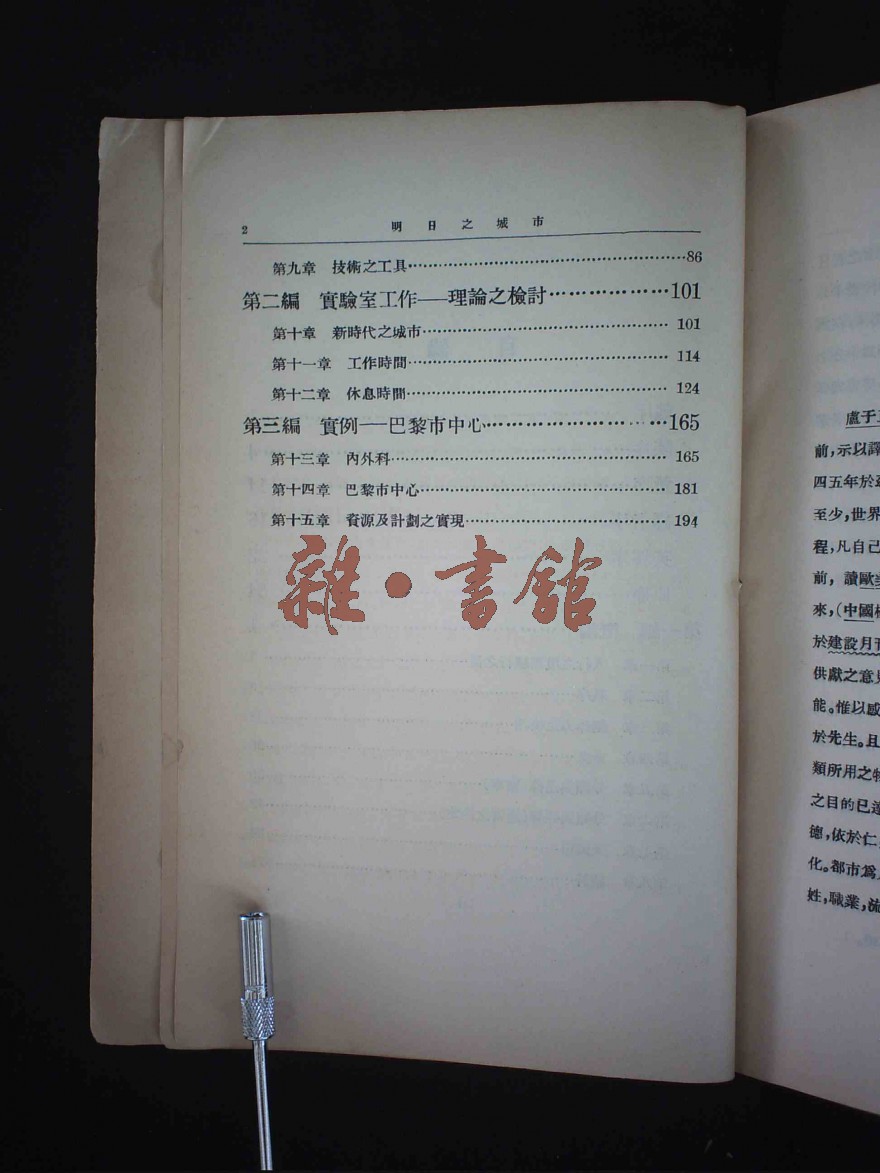 2 明日之城市
第九章 技術之工具……86
第二編 實驗室工作——理論之檢討……101
第十章 新時代之城市……101
第十一章 工作時間……114
第十二章 休息時間……124
第三編 實例——巴黎市中心……165
第十三章 內外科……165
第十四章 巴黎市中心……181
第十五章 資源及計劃之實現……194
雜·書館
盧于
前,示以譯
四五年於
至少,世界
程,凡自己
前,讀歐
來,(中國
於建設月刊
供獻之意見
能。惟以感
於先生。且
類所用之物
之目的已達
德,依於仁
化。都市爲
姓,職業,流